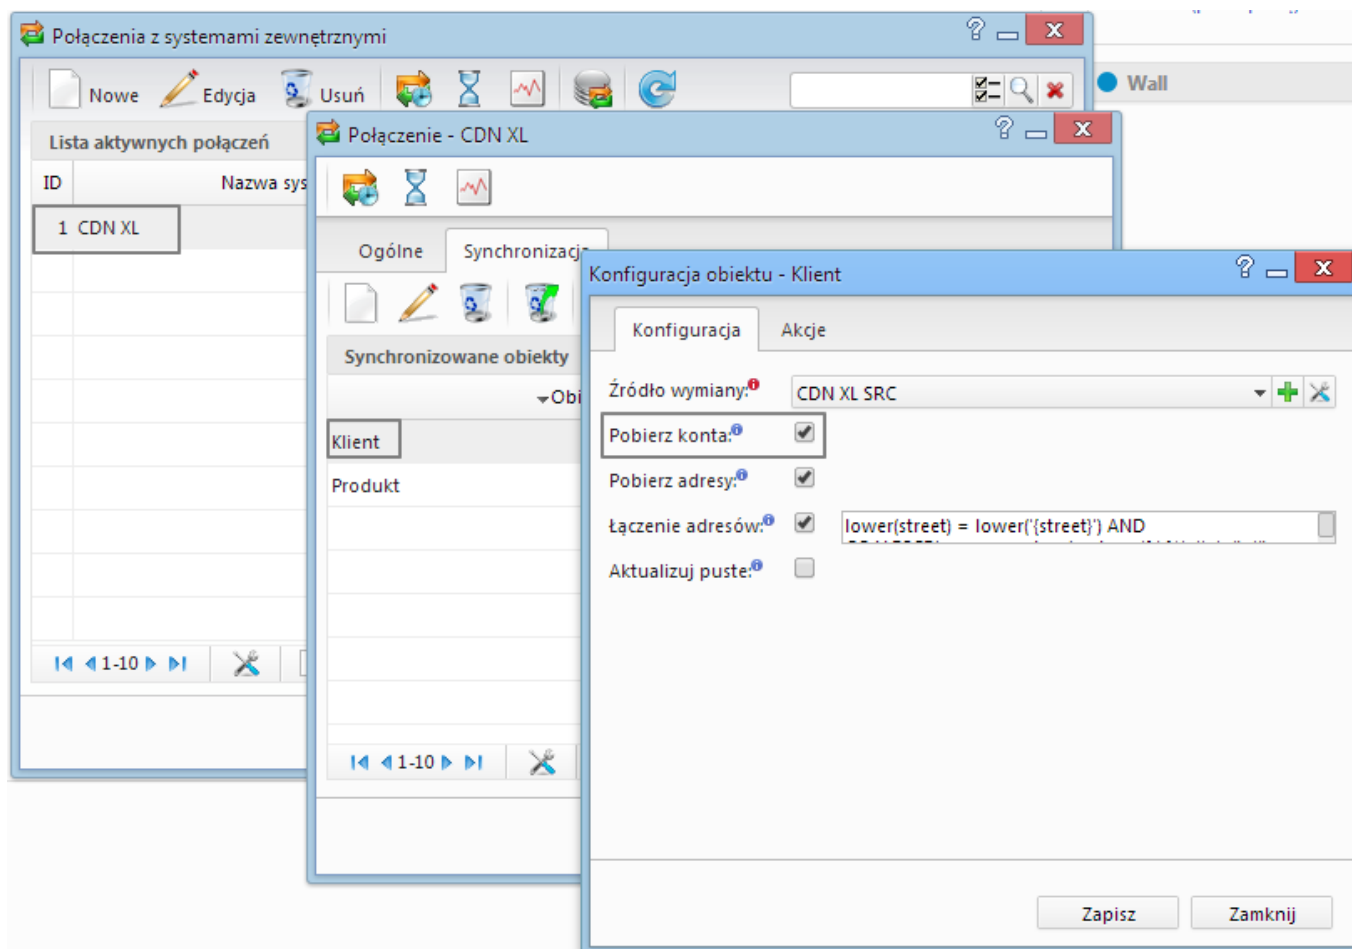 Połączenia z systemami zewnętrznymi
Nowe Edycja Usuń
Wall
Lista aktywnych połączeń
ID Nazwa sys
1 CDN XL
1-10
Połączenie - CDN XL
Ogólne Synchronizacja
Synchronizowane obiekty
Obi
Klient
Produkt
1-10
Konfiguracja obiektu - Klient
Konfiguracja Akcje
Źródło wymiany: CDN XL SRC
Pobierz konta:
Pobierz adresy:
Łączenie adresów: lower(street) = lower('{street}') AND
Aktualizuj puste:
Zapisz Zamknij